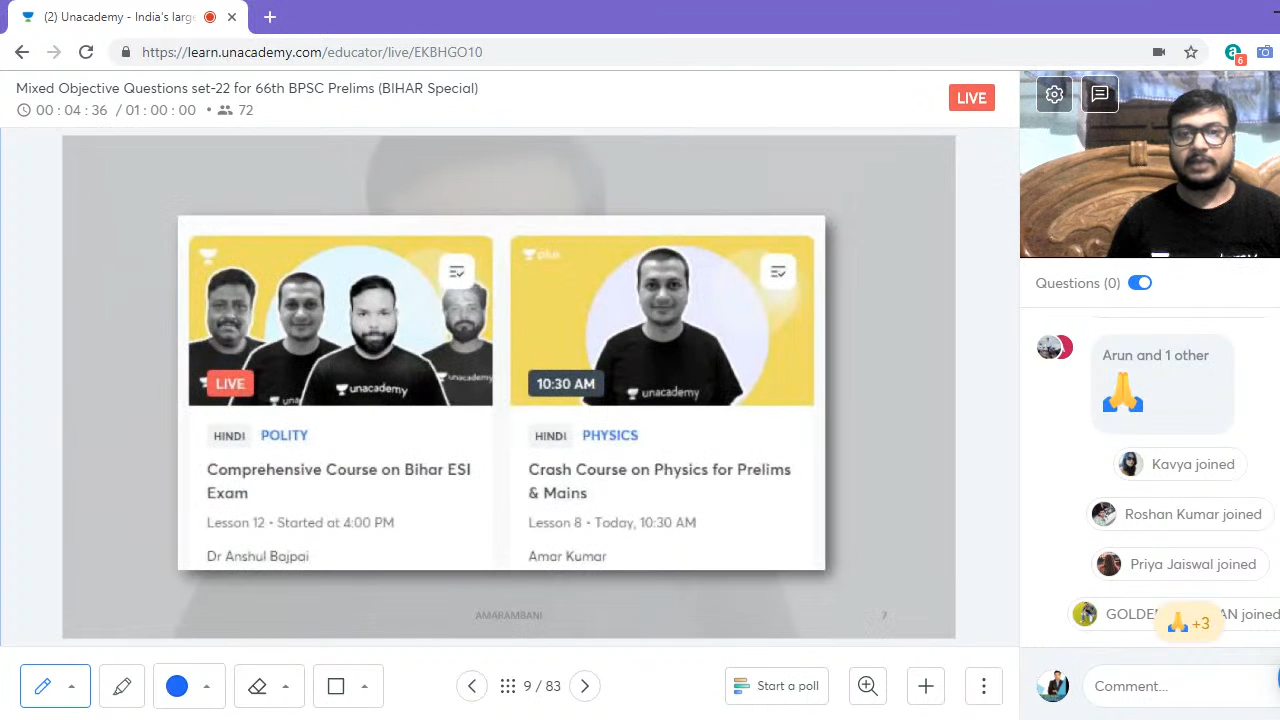 (2) Unacademy - India's larg
https://learn.unacademy.com/educator/live/EKBHGO10
6
Mixed Objective Questions set-22 for 66th BPSC Prelims (BIHAR Special)
00 : 04 : 36 / 01 : 00 : 00 • 72
LIVE
Questions (0)
plus
unacademy
unacademy
LIVE
unacademy
10:30 AM
HINDI POLITY
Comprehensive Course on Bihar ESI
Exam
Lesson 12 • Started at 4:00 PM
Dr Anshul Bajpai
HINDI PHYSICS
Crash Course on Physics for Prelims
& Mains
Lesson 8 • Today, 10:30 AM
Amar Kumar
AMARAMBANI
7
Arun and 1 other
Kavya joined
Roshan Kumar joined
Priya Jaiswal joined
joined
+3
9 / 83
Start a poll
Comment...